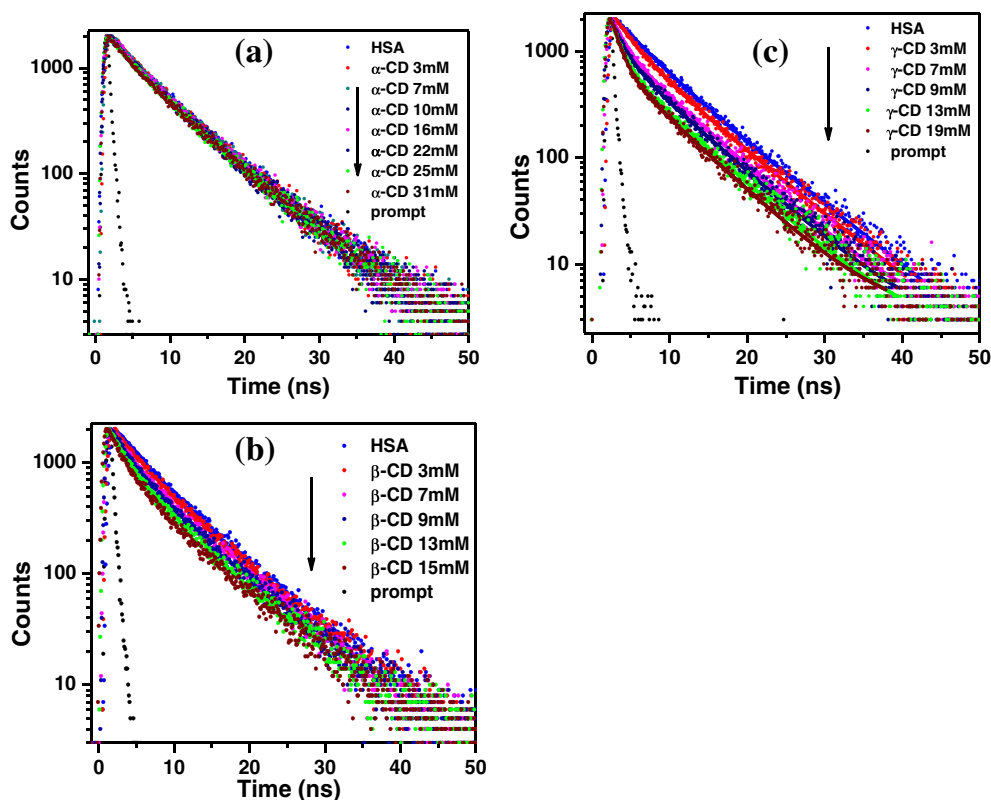 (a)
HSA
α-CD 3mM
α-CD 7mM
α-CD 10mM
α-CD 16mM
α-CD 22mM
α-CD 25mM
α-CD 31mM
prompt
1000
100
10
Counts
0 10 20 30 40 50
Time (ns)
(c)
HSA
γ-CD 3mM
γ-CD 7mM
γ-CD 9mM
γ-CD 13mM
γ-CD 19mM
prompt
1000
100
10
Counts
0 10 20 30 40 50
Time (ns)
(b)
HSA
β-CD 3mM
β-CD 7mM
β-CD 9mM
β-CD 13mM
β-CD 15mM
prompt
1000
100
10
Counts
0 10 20 30 40 50
Time (ns)